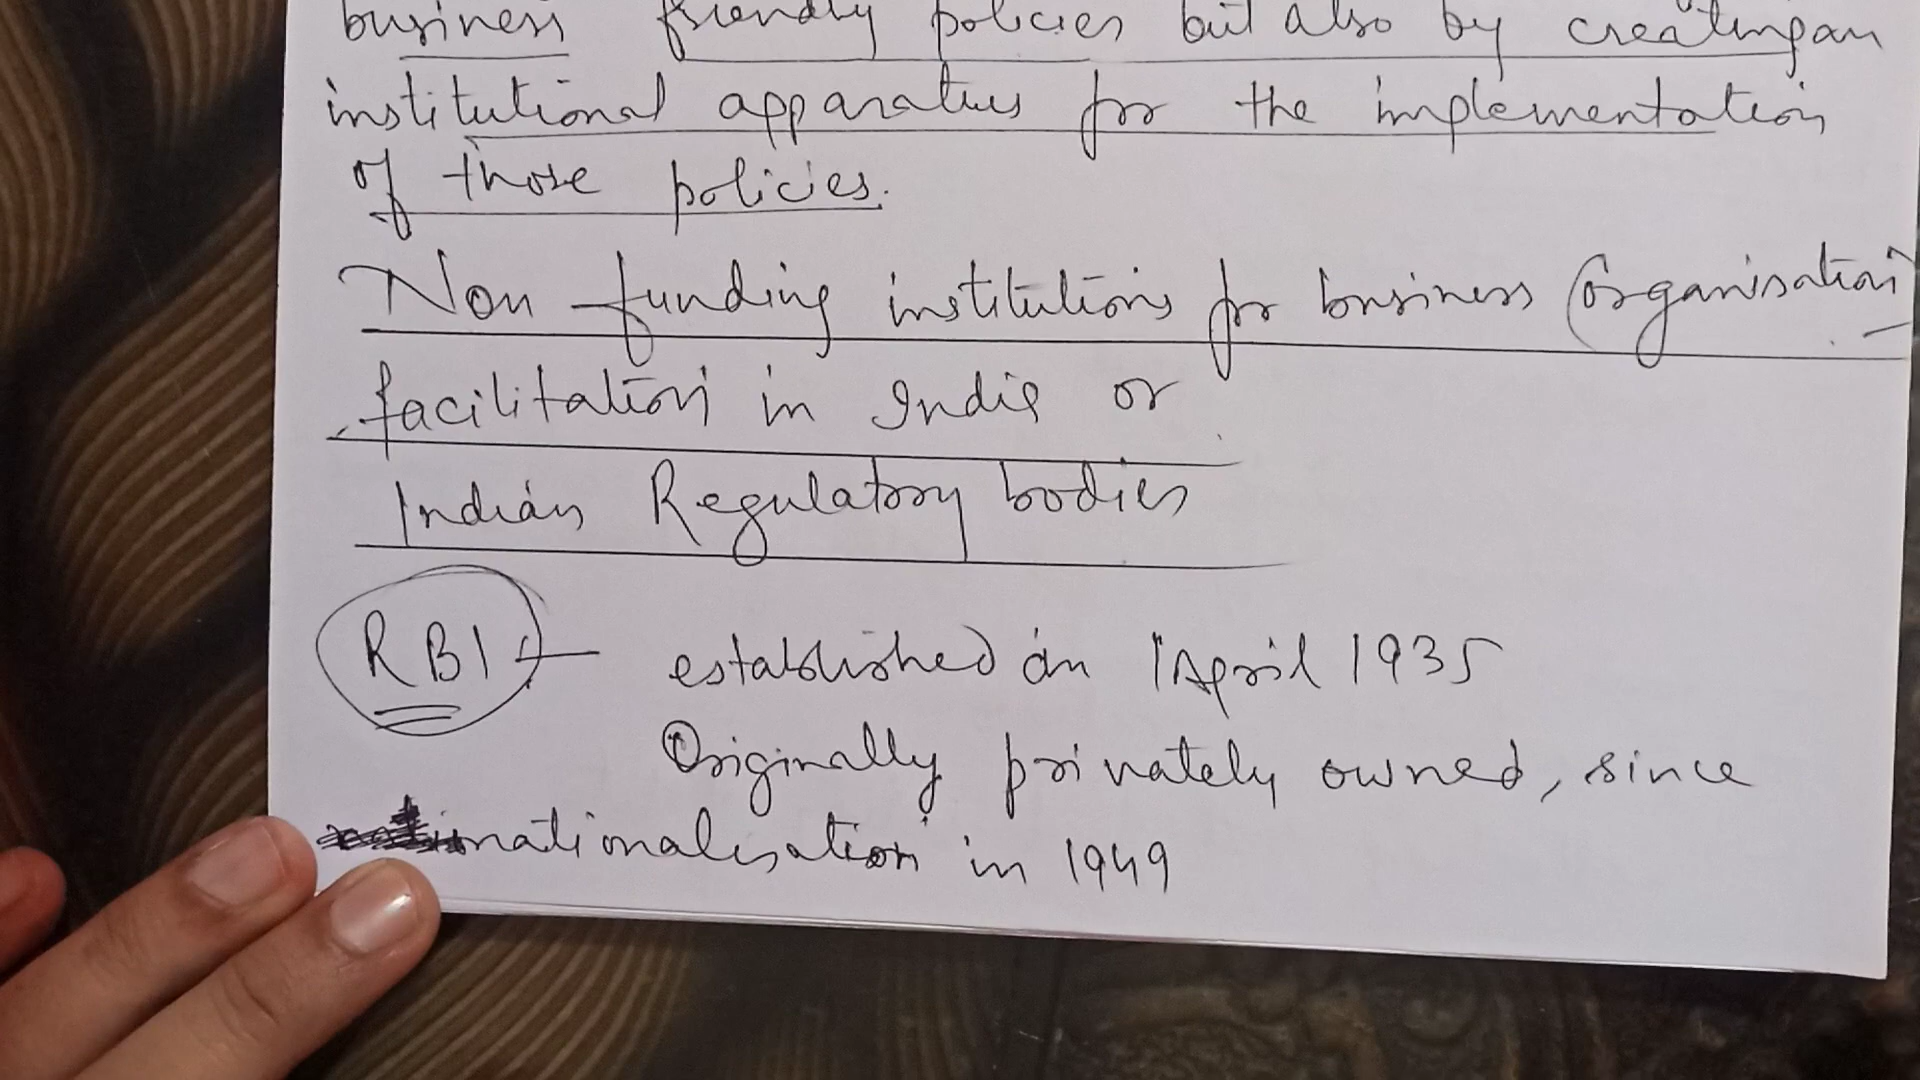 business friendly policies but also by creating an
institutional apparatus for the implementation
of those policies.
Non funding institutions for business (organisation
facilitation in India or
Indian Regulatory bodies
RBI - established on 1 April 1935
Originally privately owned, since
nationalisation in 1949